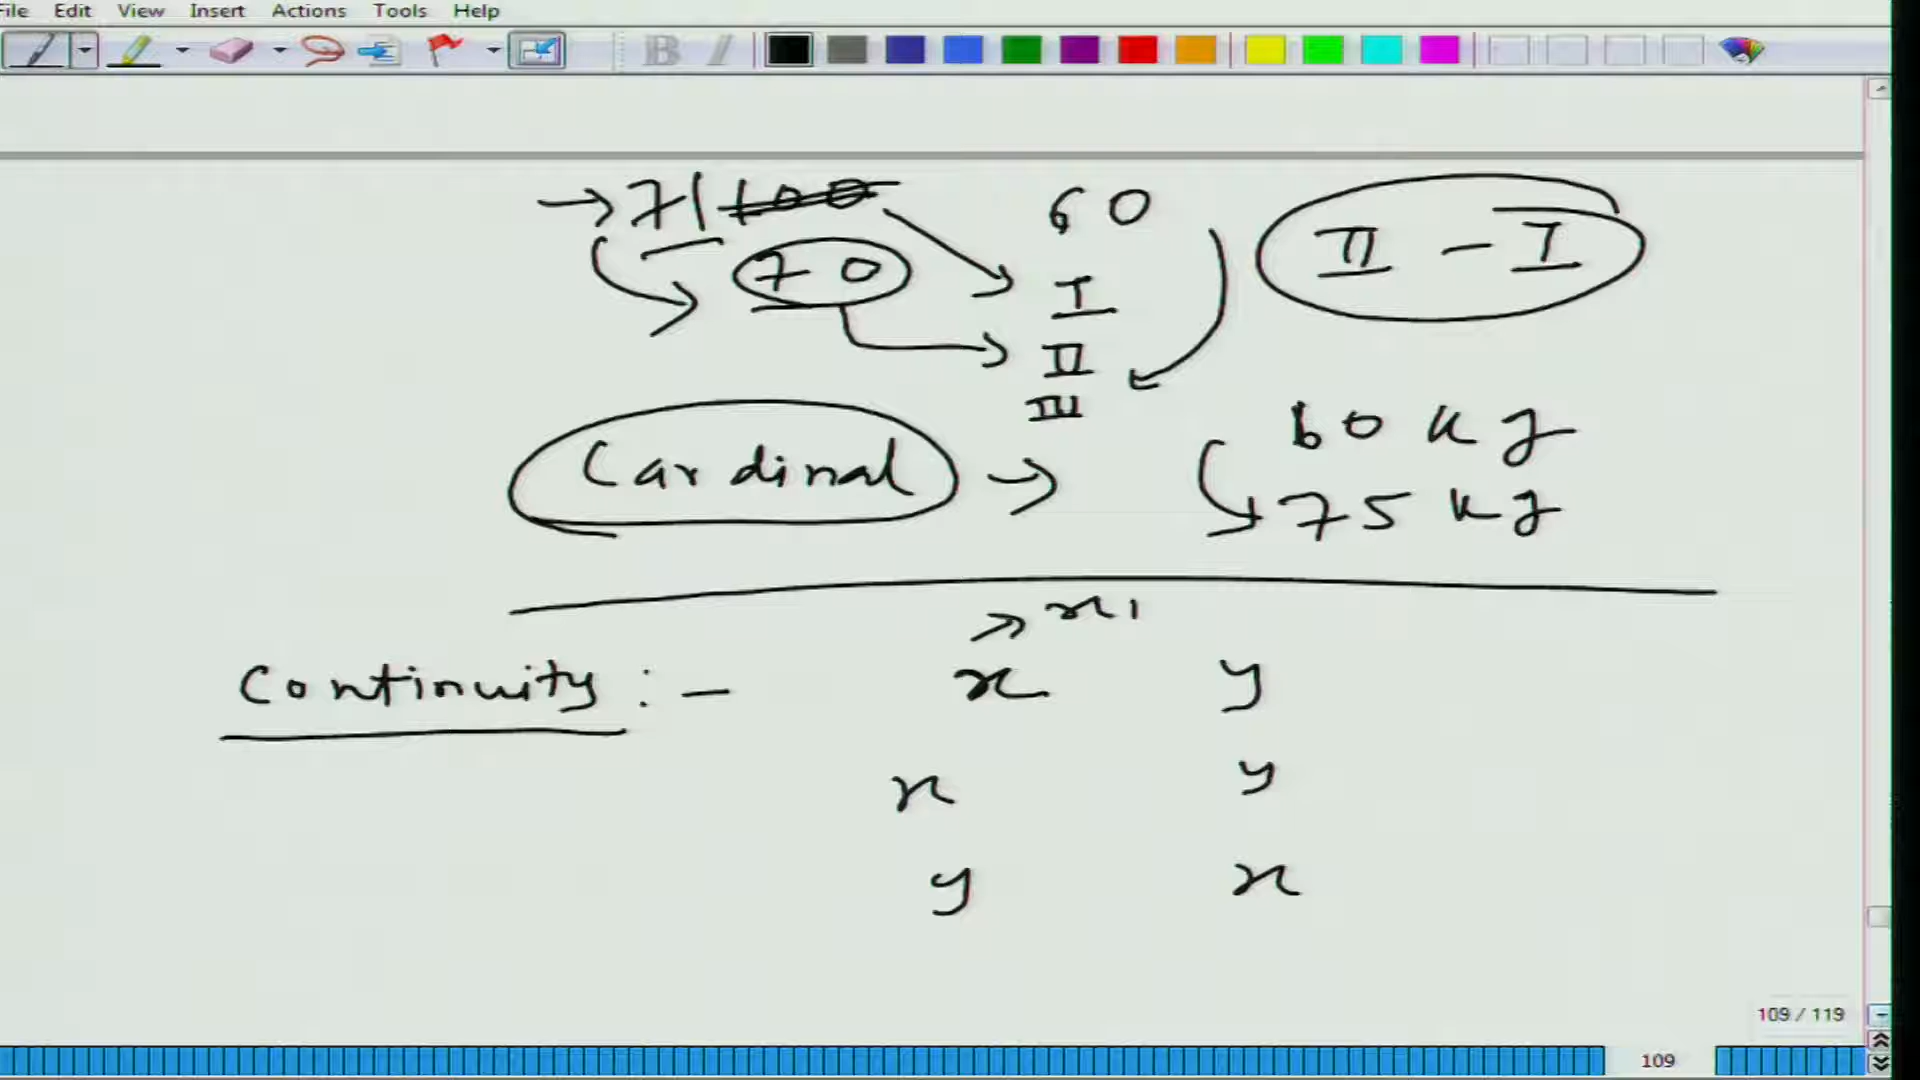 File Edit View Insert Actions Tools Help
B I
→ 71 100 60 II - I
70 I
II
III
60 kg
Cardinal →
75 kg
x1
Continuity : - x y
x y
y x
109 / 119
109